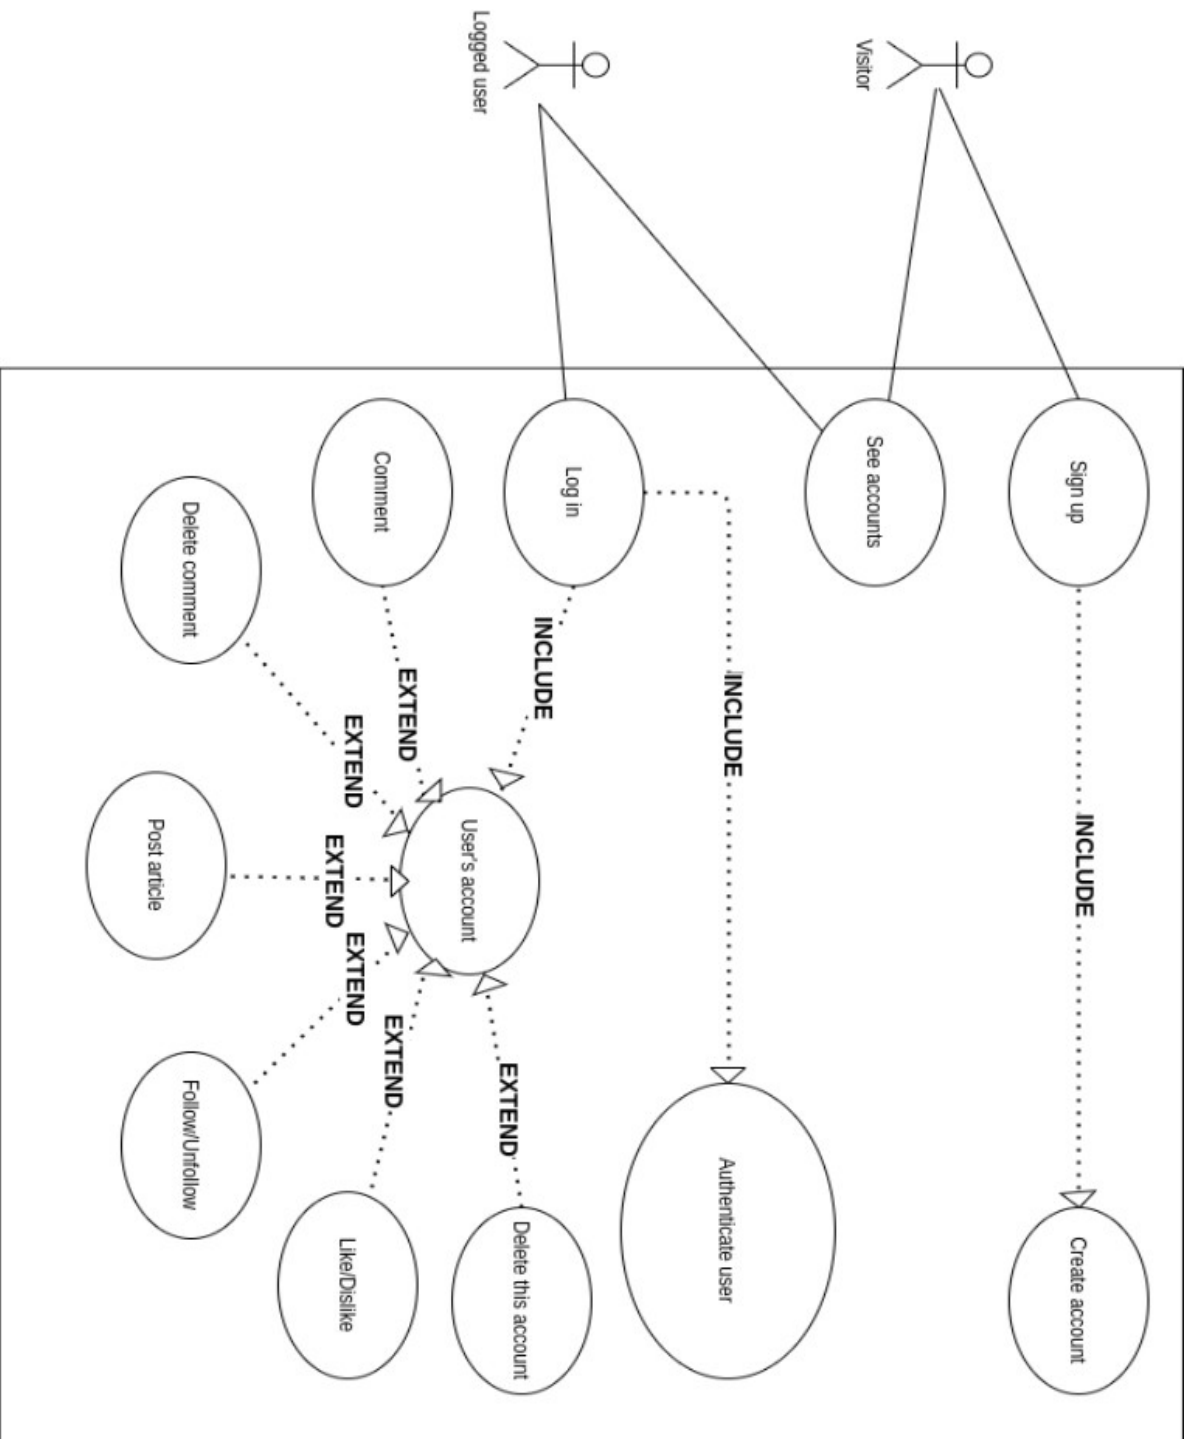 Visitor
Sign up
INCLUDE
Create account
See accounts
INCLUDE
Authenticate user
Logged user
Log in
INCLUDE
User's account
EXTEND
Delete this account
Comment
EXTEND
EXTEND
Like/Dislike
Delete comment
EXTEND
EXTEND
EXTEND
Post article
Follow/Unfollow